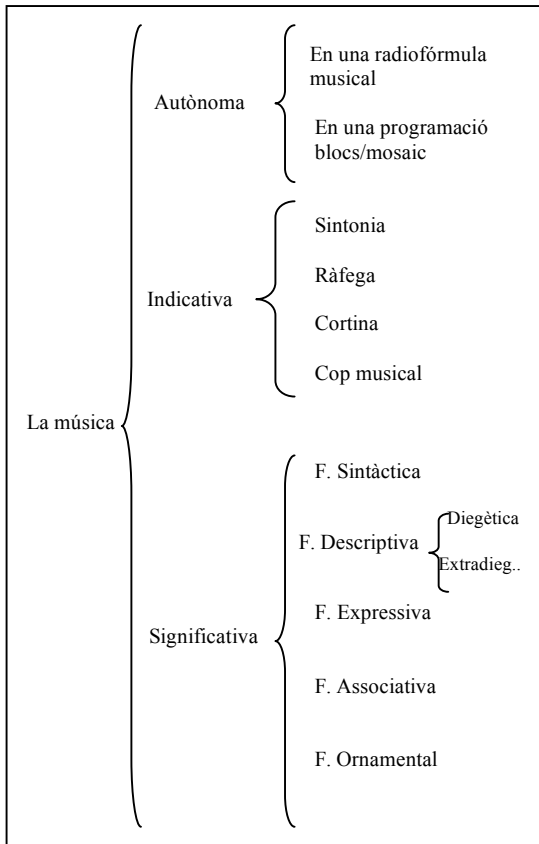 La música
Autònoma
En una radiofórmula
musical
En una programació
blocs/mosaic
Indicativa
Sintonia
Ràfega
Cortina
Cop musical
Significativa
F. Sintàctica
F. Descriptiva
Diegètica
Extradieg..
F. Expressiva
F. Associativa
F. Ornamental